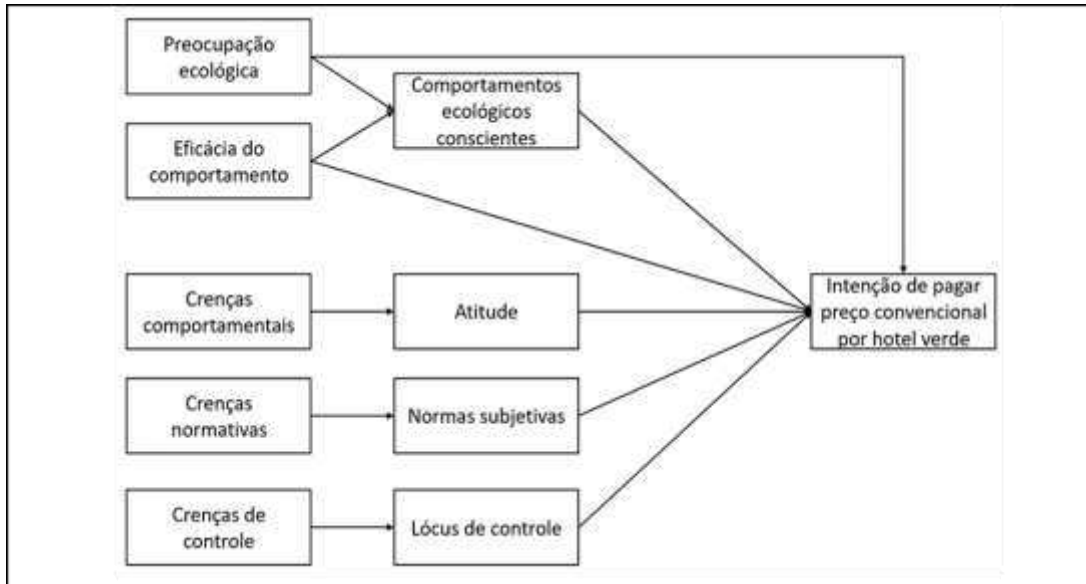 Preocupação
ecológica
Comportamentos
ecológicos
conscientes
Eficácia do
comportamento
Intenção de pagar
preço convencional
por hotel verde
Crenças
comportamentais
Atitude
Crenças
normativas
Normas subjetivas
Crenças de
controle
Lócus de controle